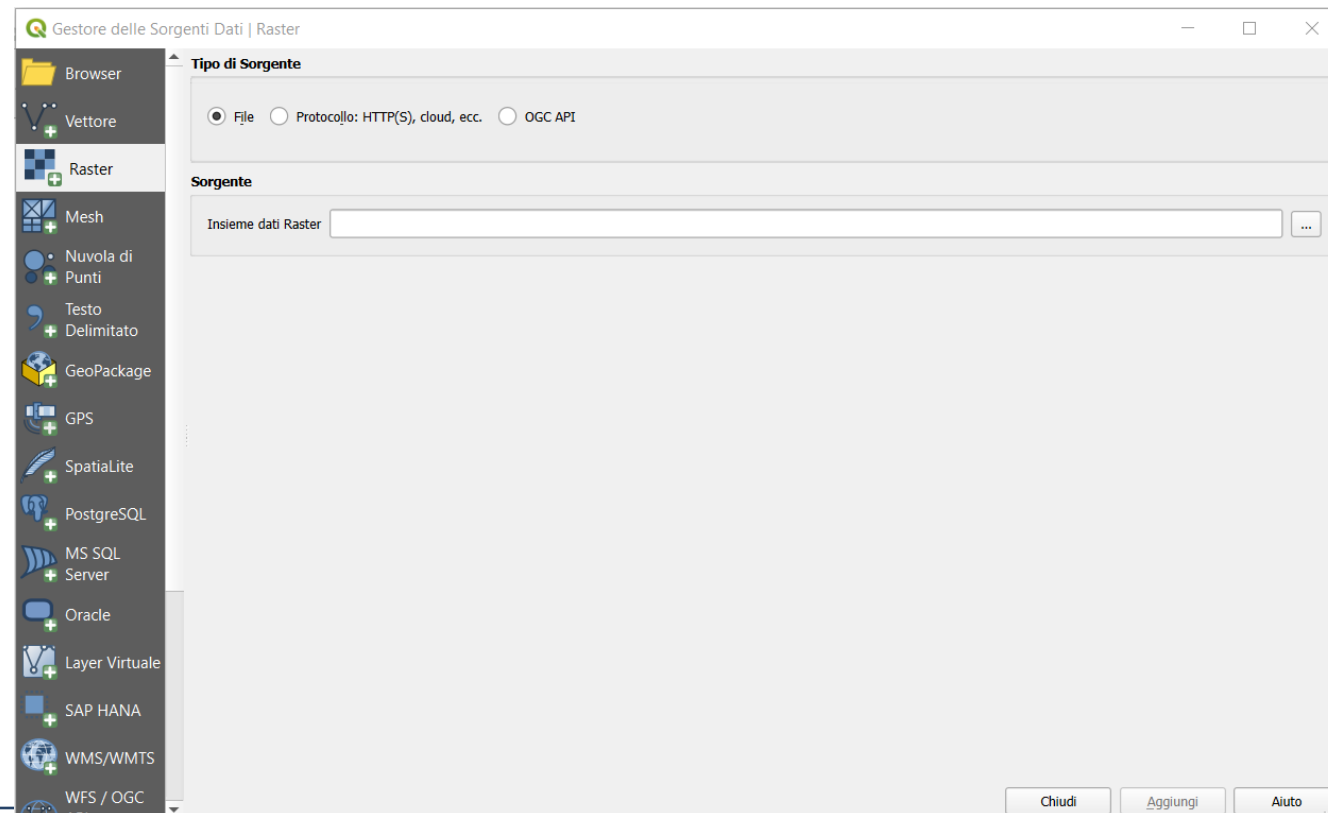 Gestore delle Sorgenti Dati | Raster
Browser
Vettore
Raster
Mesh
Nuvola di
Punti
Testo
Delimitato
GeoPackage
GPS
SpatiaLite
PostgreSQL
MS SQL
Server
Oracle
Layer Virtuale
SAP HANA
WMS/WMTS
WFS / OGC
Tipo di Sorgente
File Protocollo: HTTP(S), cloud, ecc. OGC API
Sorgente
Insieme dati Raster ...
Chiudi Aggiungi Aiuto